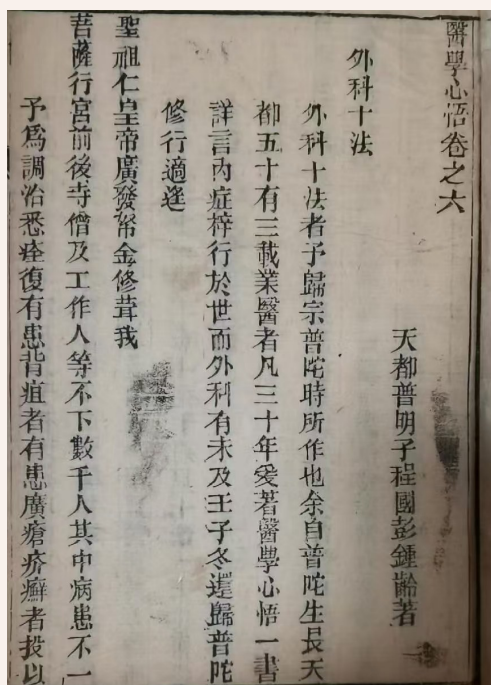 醫學心悟卷之六
天都普明子程國彭鍾齡著
外科十法
外科十法者予歸宗普陀時所作也余自普陀生長天
都五十有三載業醫者凡三十年爰著醫學心悟一書
詳言內症梓行於世而外科有未及壬子冬還歸普陀
修行適逢
聖祖仁皇帝廣發帑金修葺我
菩薩行宮前後寺僧及工作人等不下數千人其中病患不一
予爲調治悉痊復有患背疽者有患廣瘡疥癬者投以